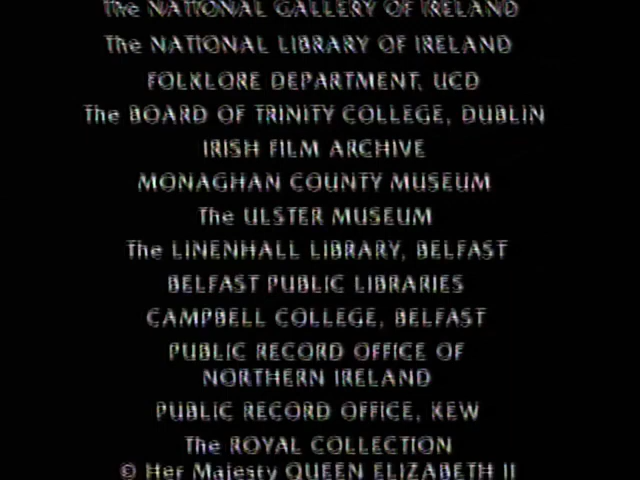 The NATIONAL GALLERY OF IRELAND
The NATIONAL LIBRARY OF IRELAND
FOLKLORE DEPARTMENT, UCD
The BOARD OF TRINITY COLLEGE, DUBLIN
IRISH FILM ARCHIVE
MONAGHAN COUNTY MUSEUM
The ULSTER MUSEUM
The LINENHALL LIBRARY, BELFAST
BELFAST PUBLIC LIBRARIES
CAMPBELL COLLEGE, BELFAST
PUBLIC RECORD OFFICE OF
NORTHERN IRELAND
PUBLIC RECORD OFFICE, KEW
The ROYAL COLLECTION
© Her Majesty QUEEN ELIZABETH II